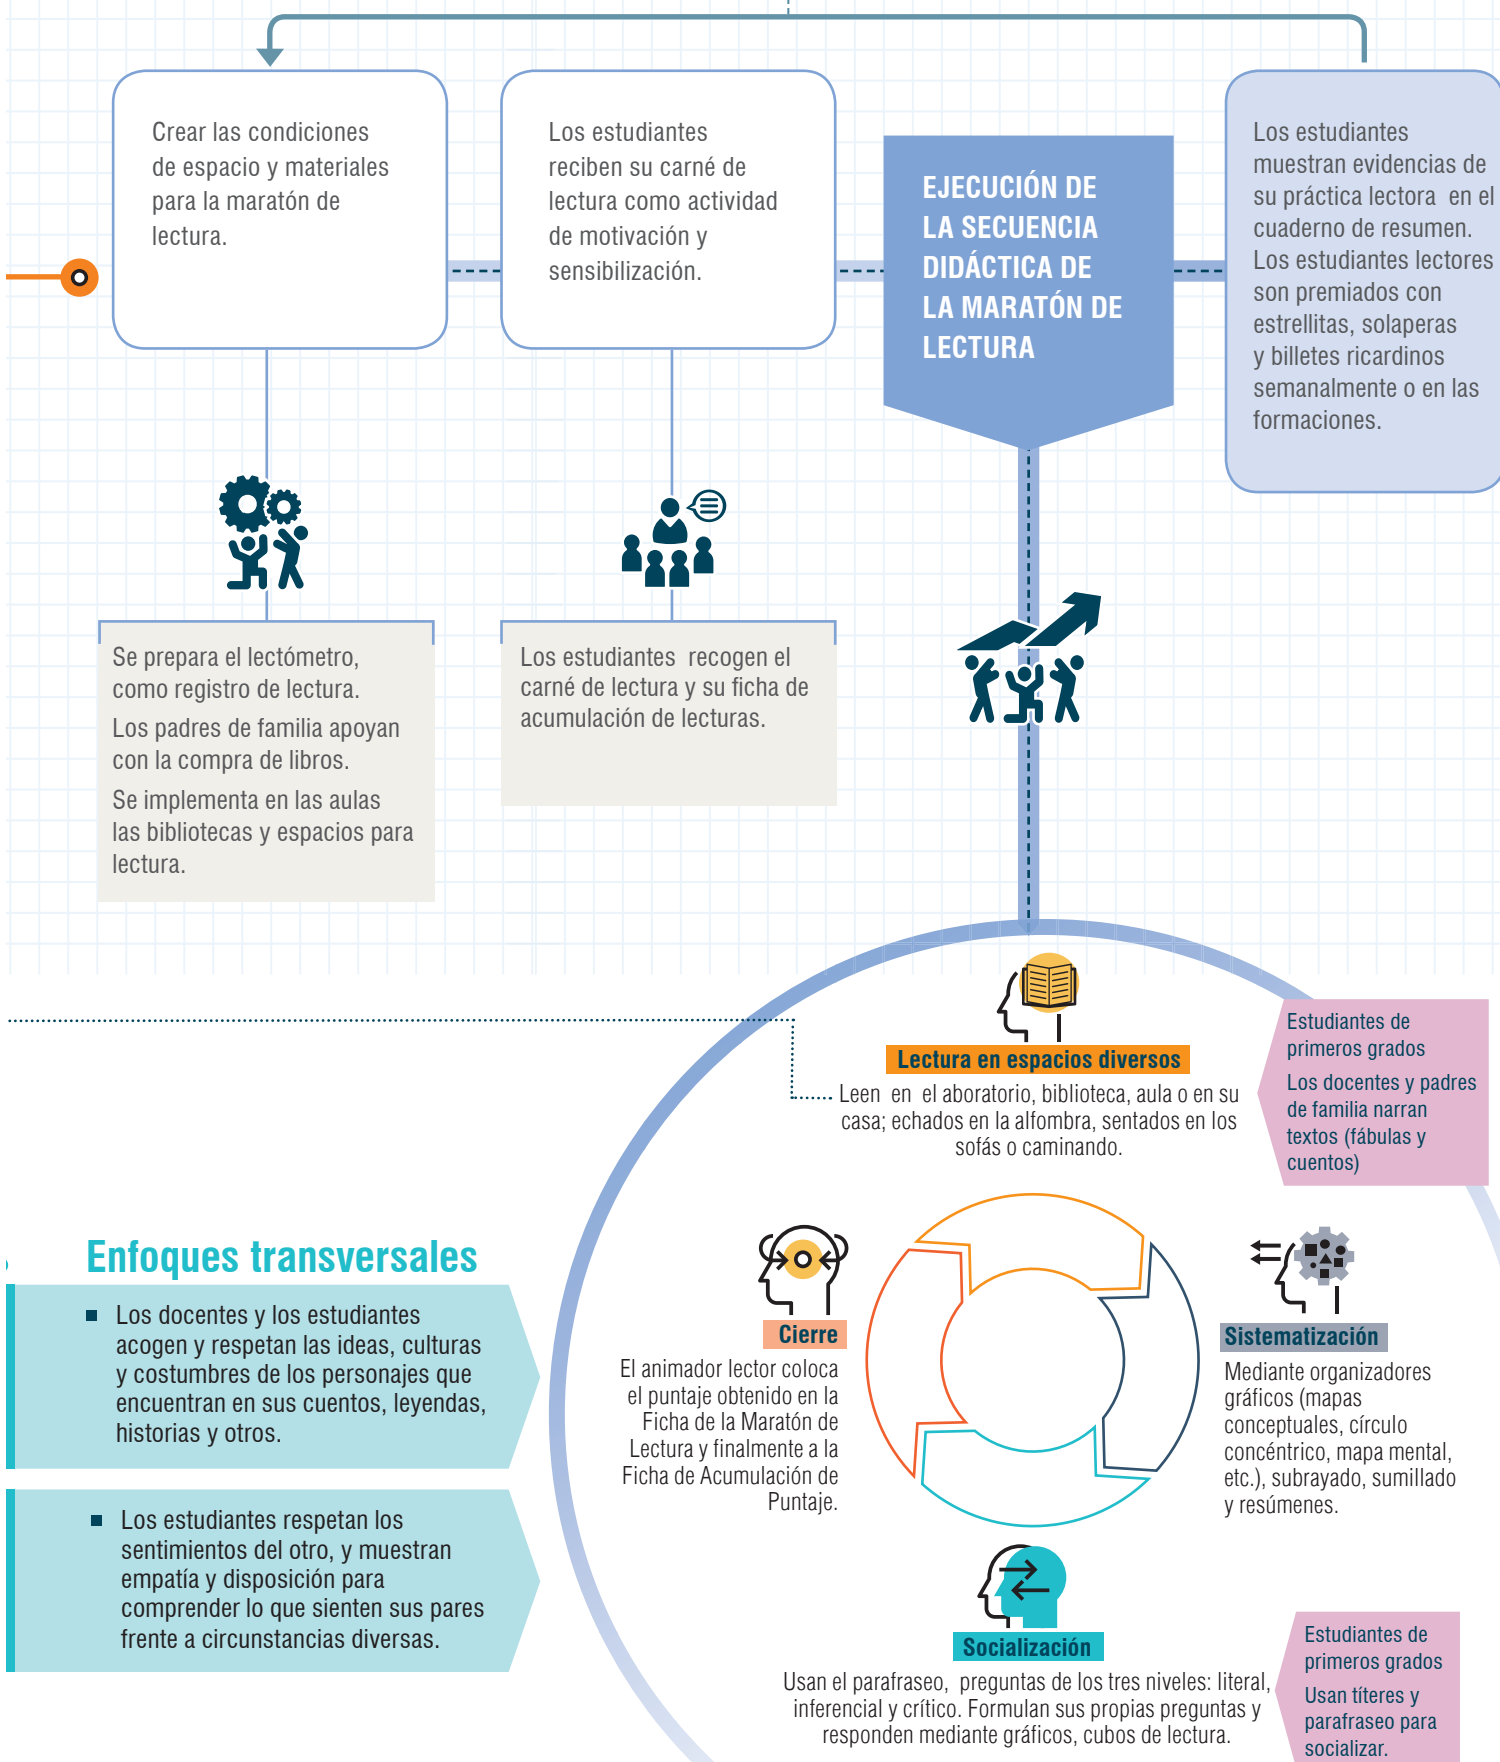 Crear las condiciones
de espacio y materiales
para la maratón de
lectura.
Los estudiantes
reciben su carné de
lectura como actividad
de motivación y
sensibilización.
EJECUCIÓN DE
LA SECUENCIA
DIDÁCTICA DE
LA MARATÓN DE
LECTURA
Los estudiantes
muestran evidencias de
su práctica lectora en el
cuaderno de resumen.
Los estudiantes lectores
son premiados con
estrellitas, solaperas
y billetes ricardinos
semanalmente o en las
formaciones.
Se prepara el lectómetro,
como registro de lectura.
Los padres de familia apoyan
con la compra de libros.
Se implementa en las aulas
las bibliotecas y espacios para
lectura.
Los estudiantes recogen el
carné de lectura y su ficha de
acumulación de lecturas.
Lectura en espacios diversos
Leen en el aboratorio, biblioteca, aula o en su
casa; echados en la alfombra, sentados en los
sofás o caminando.
Estudiantes de
primeros grados
Los docentes y padres
de familia narran
textos (fábulas y
cuentos)
Enfoques transversales
Los docentes y los estudiantes
acogen y respetan las ideas, culturas
y costumbres de los personajes que
encuentran en sus cuentos, leyendas,
historias y otros.
Los estudiantes respetan los
sentimientos del otro, y muestran
empatía y disposición para
comprender lo que sienten sus pares
frente a circunstancias diversas.
Cierre
El animador lector coloca
el puntaje obtenido en la
Ficha de la Maratón de
Lectura y finalmente a la
Ficha de Acumulación de
Puntaje.
Sistematización
Mediante organizadores
gráficos (mapas
conceptuales, círculo
concéntrico, mapa mental,
etc.), subrayado, sumillado
y resúmenes.
Socialización
Usan el parafraseo, preguntas de los tres niveles: literal,
inferencial y crítico. Formulan sus propias preguntas y
responden mediante gráficos, cubos de lectura.
Estudiantes de
primeros grados
Usan títeres y
parafraseo para
socializar.